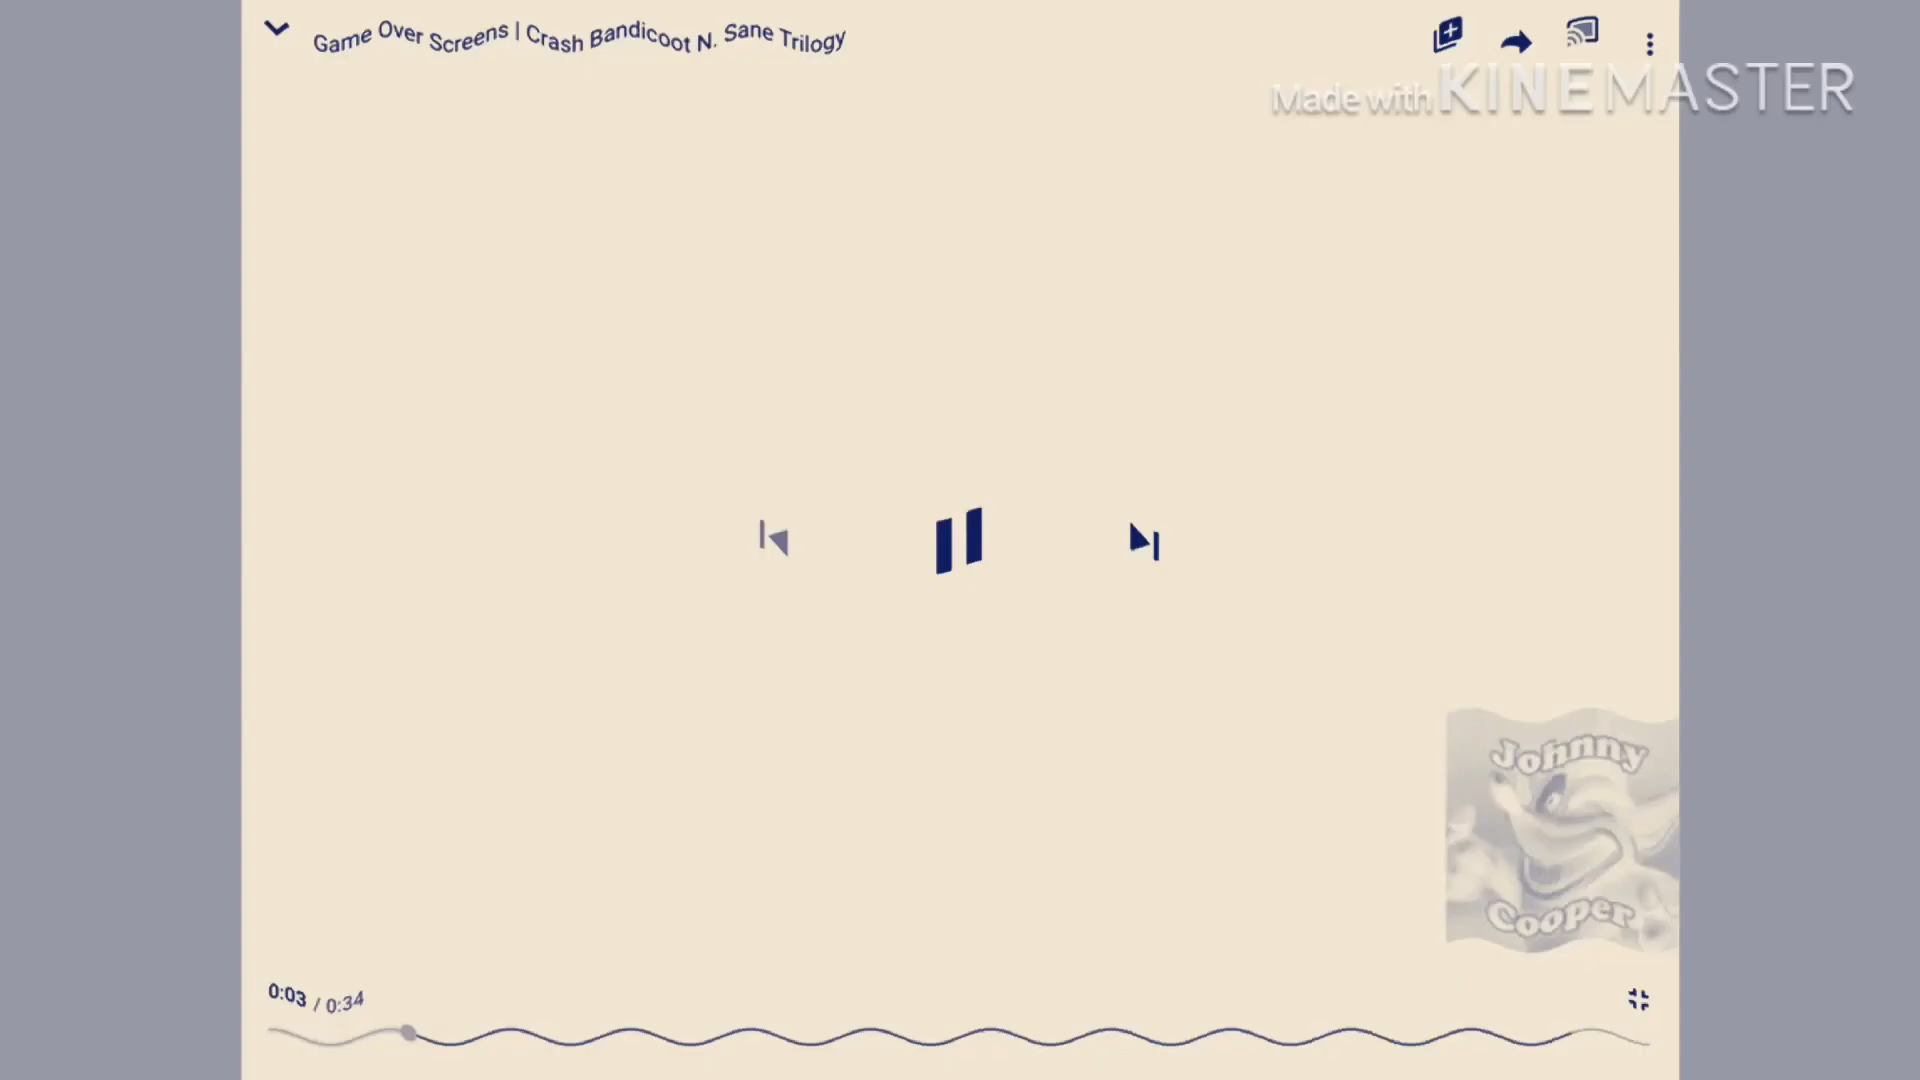 Game Over Screens | Crash Bandicoot N. Sane Trilogy
Made with KINEMASTER
Johnny
Cooper
0:03 / 0:34